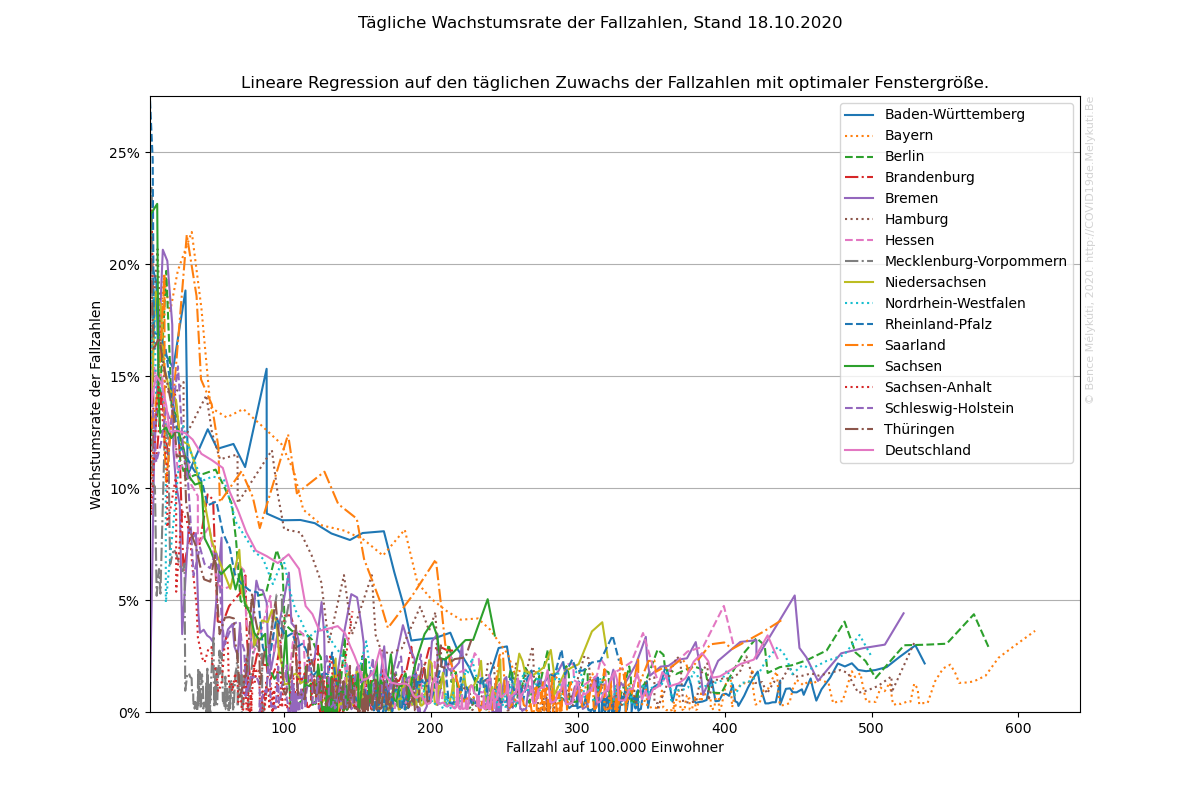 Tägliche Wachstumsrate der Fallzahlen, Stand 18.10.2020
Lineare Regression auf den täglichen Zuwachs der Fallzahlen mit optimaler Fenstergröße.
Wachstumsrate der Fallzahlen
25%
20%
15%
10%
5%
0%
100
200
300
400
500
600
Fallzahl auf 100.000 Einwohner
Baden-Württemberg
Bayern
Berlin
Brandenburg
Bremen
Hamburg
Hessen
Mecklenburg-Vorpommern
Niedersachsen
Nordrhein-Westfalen
Rheinland-Pfalz
Saarland
Sachsen
Sachsen-Anhalt
Schleswig-Holstein
Thüringen
Deutschland
© Bence Mélykúti, 2020. http://COVID19de.Melykuti.Be